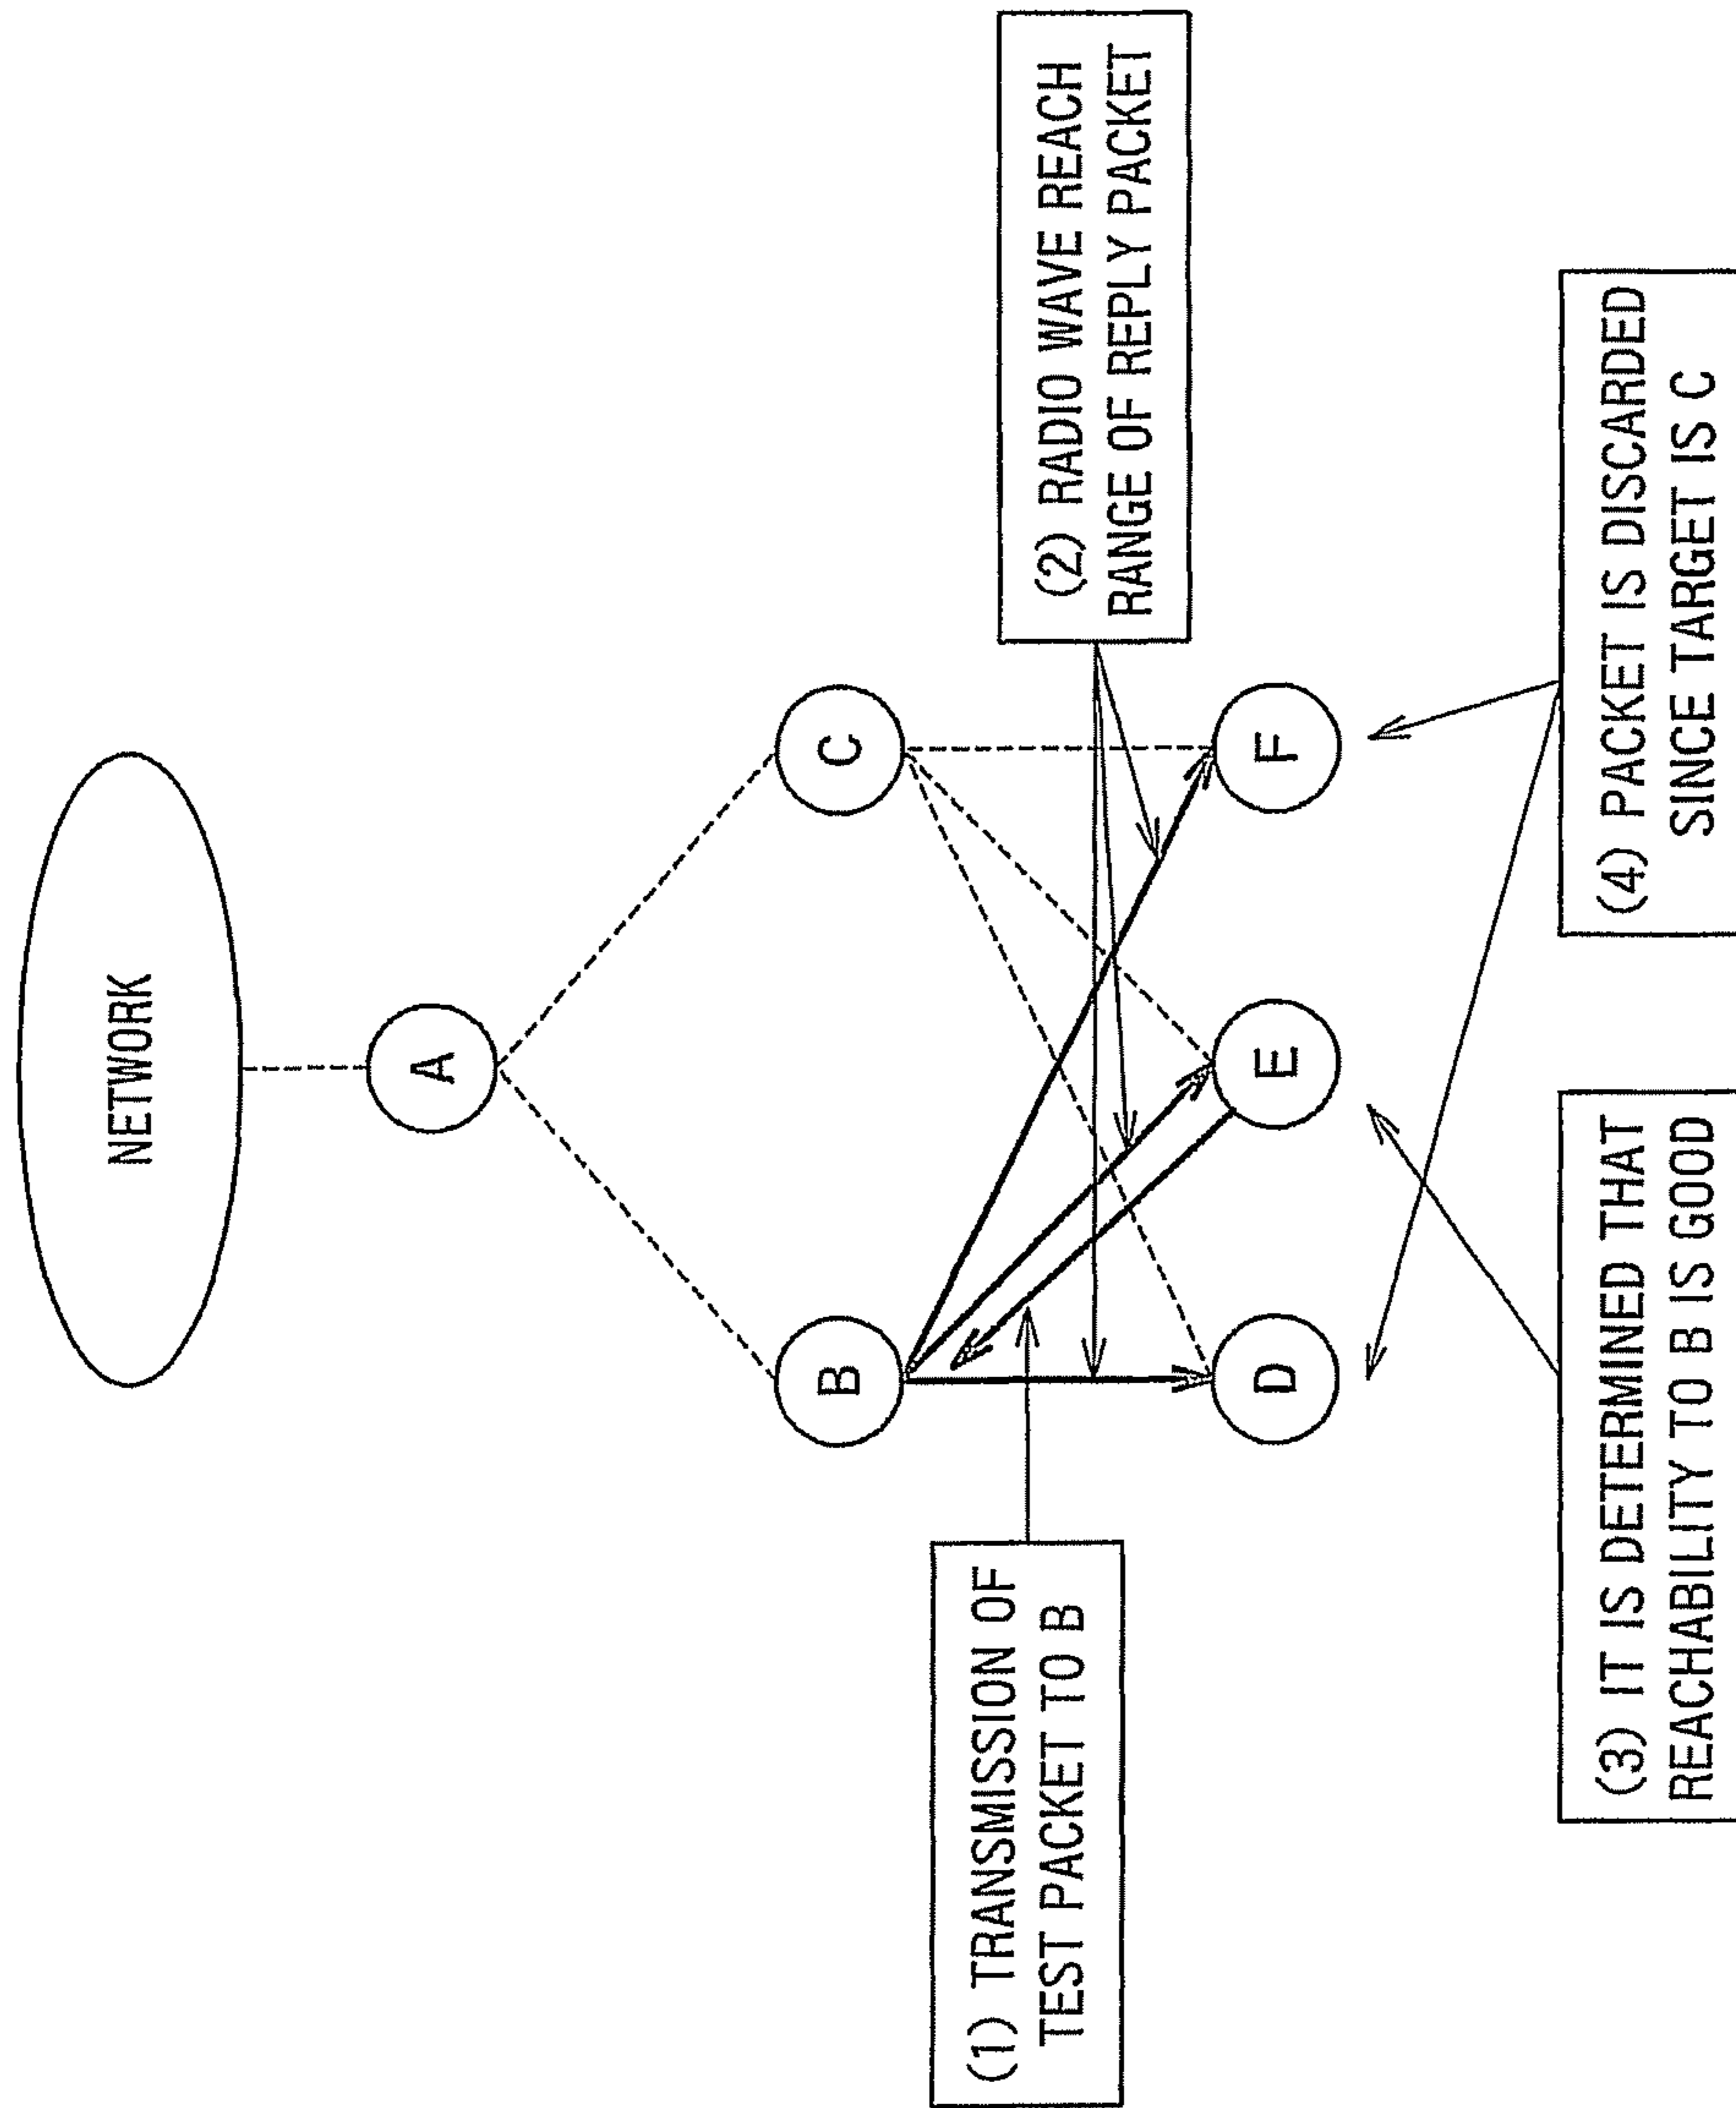 NETWORK
A
B
C
D
E
F
(1) TRANSMISSION OF
TEST PACKET TO B
(2) RADIO WAVE REACH
RANGE OF REPLY PACKET
(3) IT IS DETERMINED THAT
REACHABILITY TO B IS GOOD
(4) PACKET IS DISCARDED
SINCE TARGET IS C